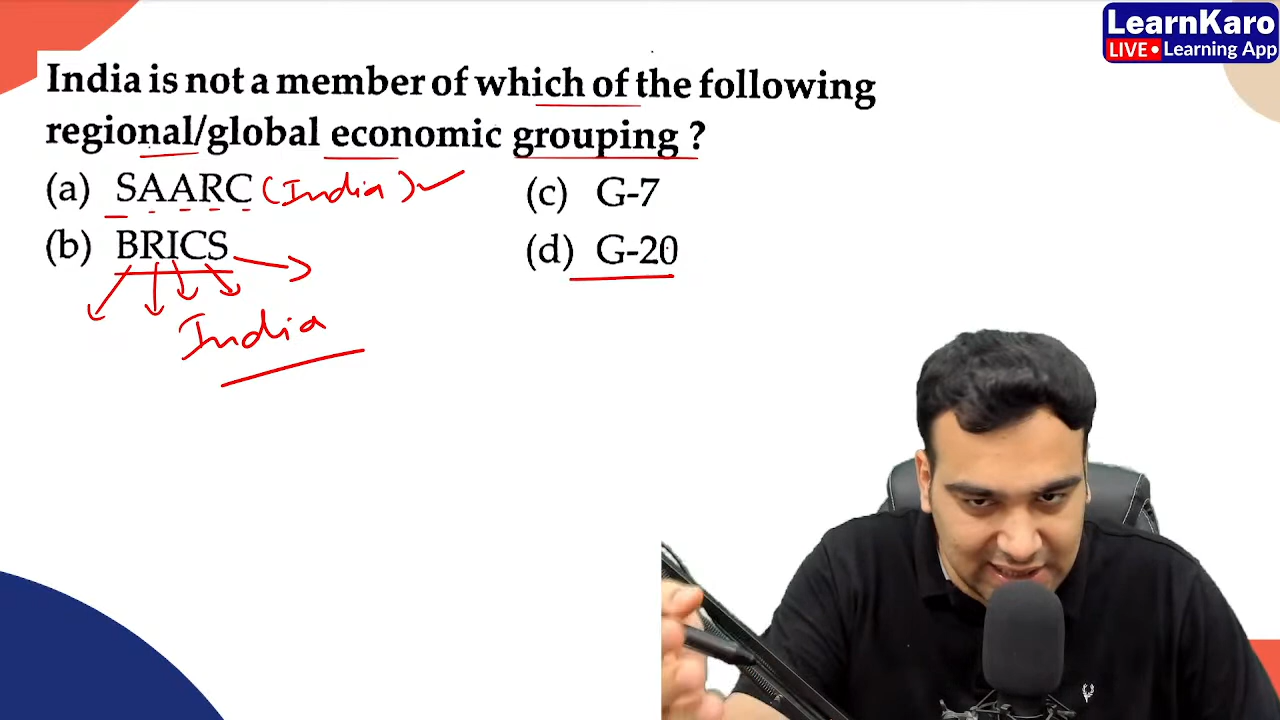 LearnKaro
LIVE • Learning App
India is not a member of which of the following
regional/global economic grouping ?
(a) SAARC (India) ✓
(c) G-7
(b) BRICS
(d) G-20
India